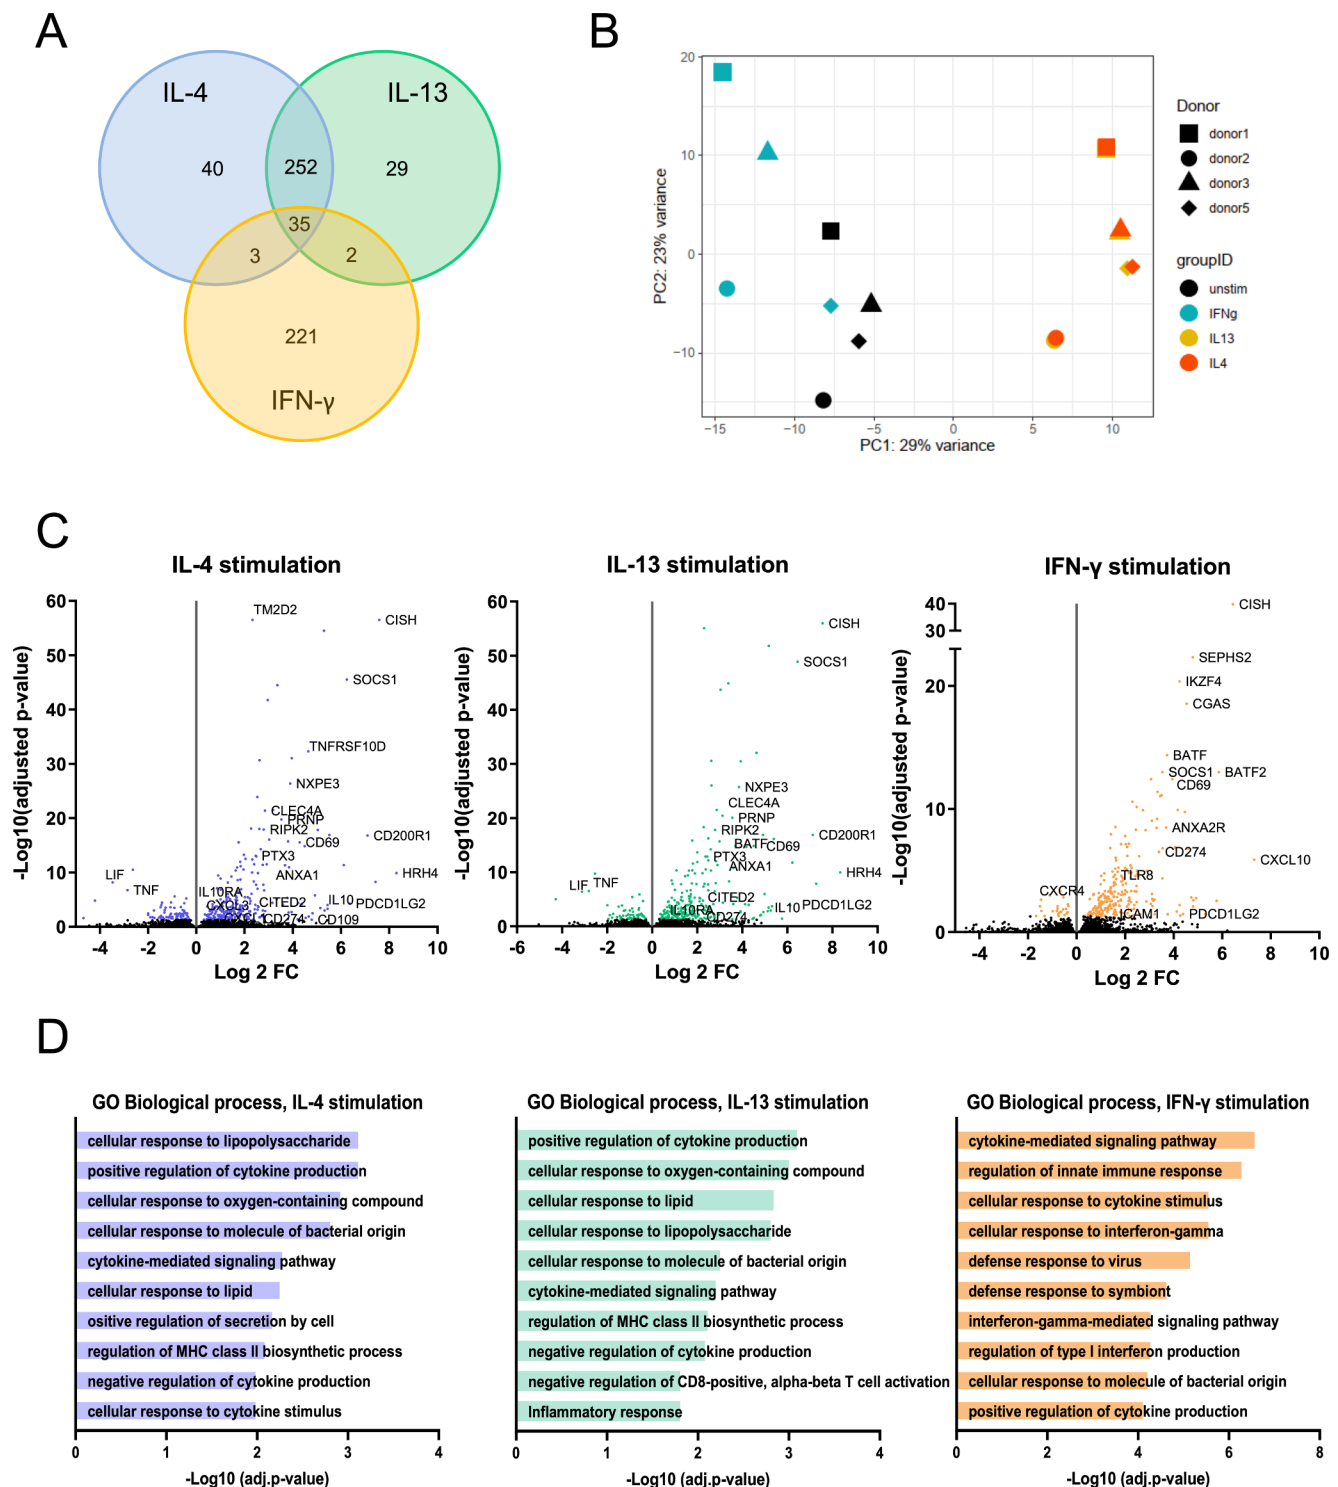 A
IL-4
IL-13
40
252
29
35
3
2
221
IFN-γ
B
20
10
0
−10
PC2: 23% variance
−15
−10
−5
0
5
10
PC1: 29% variance
Donor
donor1
donor2
donor3
donor5
groupID
unstim
IFNg
IL13
IL4
C
IL-4 stimulation
60
50
40
30
20
10
0
-Log10(adjusted p-value)
TM2D2
CISH
SOCS1
TNFRSF10D
NXPE3
CLEC4A
PRNP
RIPK2
CD200R1
CD69
PTX3
LIF
ANXA1
HRH4
TNF
IL10RA
CXCL3
CITED2
IL10
PDCD1LG2
CXCL1
CD274
CD109
-4
-2
0
2
4
6
8
10
Log 2 FC
IL-13 stimulation
60
50
40
30
20
10
0
-Log10(adjusted p-value)
CISH
SOCS1
NXPE3
CLEC4A
PRNP
RIPK2
CD200R1
BATF
CD69
PTX3
ANXA1
HRH4
LIF
TNF
CITED2
IL10RA
IL10
PDCD1LG2
CD274
-6
-4
-2
0
2
4
6
8
10
Log 2 FC
IFN-γ stimulation
40
30
20
10
0
-Log10(adjusted p-value)
CISH
SEPHS2
IKZF4
CGAS
BATF
SOCS1
BATF2
CD69
ANXA2R
CD274
CXCL10
TLR8
CXCR4
ICAM1
PDCD1LG2
-4
-2
0
2
4
6
8
10
Log 2 FC
D
GO Biological process, IL-4 stimulation
cellular response to lipopolysaccharide
positive regulation of cytokine production
cellular response to oxygen-containing compound
cellular response to molecule of bacterial origin
cytokine-mediated signaling pathway
cellular response to lipid
ositive regulation of secretion by cell
regulation of MHC class II biosynthetic process
negative regulation of cytokine production
cellular response to cytokine stimulus
0
1
2
3
4
-Log10 (adj.p-value)
GO Biological process, IL-13 stimulation
positive regulation of cytokine production
cellular response to oxygen-containing compound
cellular response to lipid
cellular response to lipopolysaccharide
cellular response to molecule of bacterial origin
cytokine-mediated signaling pathway
regulation of MHC class II biosynthetic process
negative regulation of cytokine production
negative regulation of CD8-positive, alpha-beta T cell activation
Inflammatory response
0
1
2
3
4
-Log10 (adj.p-value)
GO Biological process, IFN-γ stimulation
cytokine-mediated signaling pathway
regulation of innate immune response
cellular response to cytokine stimulus
cellular response to interferon-gamma
defense response to virus
defense response to symbiont
interferon-gamma-mediated signaling pathway
regulation of type I interferon production
cellular response to molecule of bacterial origin
positive regulation of cytokine production
0
2
4
6
8
-Log10 (adj.p-value)